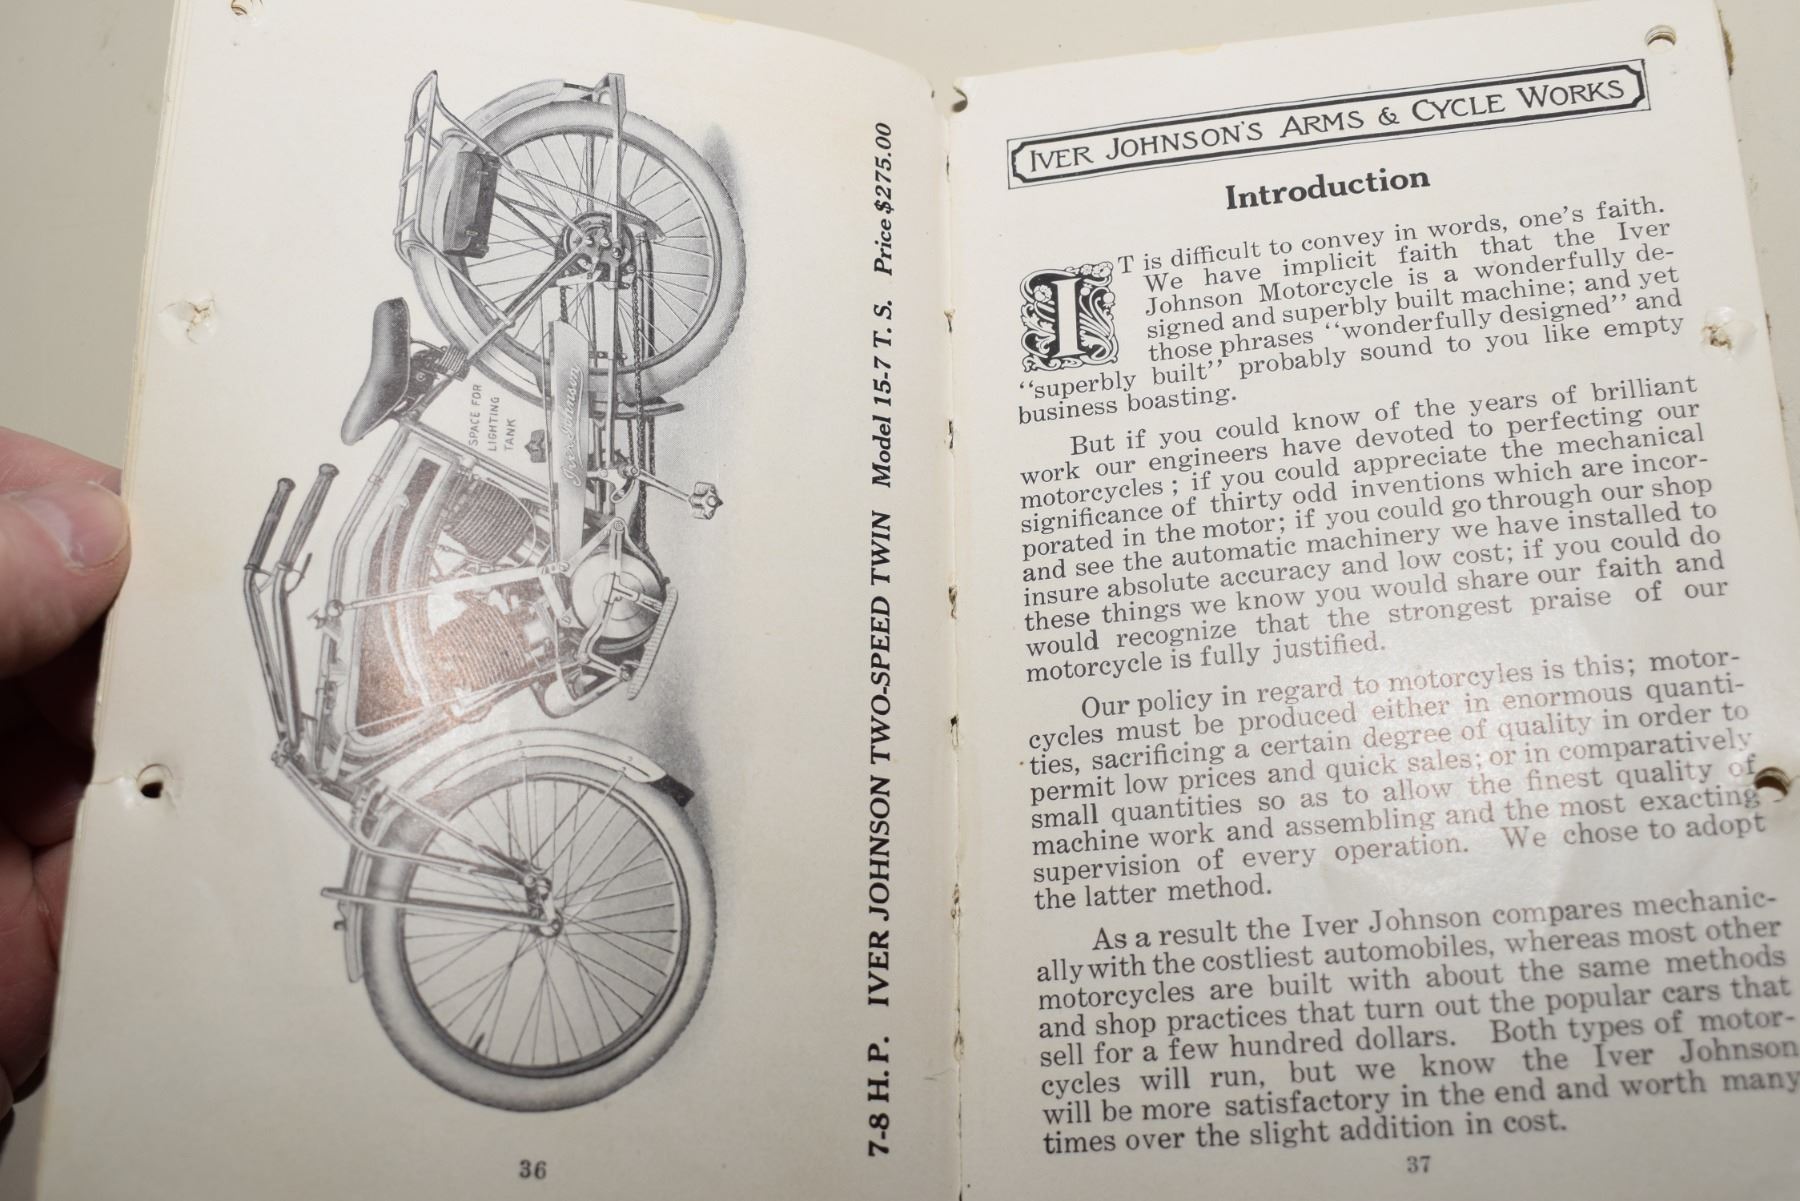 SPACE FOR
LIGHTING
TANK
Iver Johnson
7-8 H. P. IVER JOHNSON TWO-SPEED TWIN Model 15-7 T. S. Price $275.00
36
IVER JOHNSON'S ARMS & CYCLE WORKS
Introduction
IT is difficult to convey in words, one's faith.
We have implicit faith that the Iver
Johnson Motorcycle is a wonderfully de-
signed and superbly built machine; and yet
those phrases "wonderfully designed" and
"superbly built" probably sound to you like empty
business boasting.
But if you could know of the years of brilliant
work our engineers have devoted to perfecting our
motorcycles; if you could appreciate the mechanical
significance of thirty odd inventions which are incor-
porated in the motor; if you could go through our shop
and see the automatic machinery we have installed to
insure absolute accuracy and low cost; if you could do
these things we know you would share our faith and
would recognize that the strongest praise of our
motorcycle is fully justified.
Our policy in regard to motorcyles is this; motor-
cycles must be produced either in enormous quanti-
ties, sacrificing a certain degree of quality in order to
permit low prices and quick sales; or in comparatively
small quantities so as to allow the finest quality of
machine work and assembling and the most exacting
supervision of every operation. We chose to adopt
the latter method.
As a result the Iver Johnson compares mechanic-
ally with the costliest automobiles, whereas most other
motorcycles are built with about the same methods
and shop practices that turn out the popular cars that
sell for a few hundred dollars. Both types of motor-
cycles will run, but we know the Iver Johnson
will be more satisfactory in the end and worth many
times over the slight addition in cost.
37